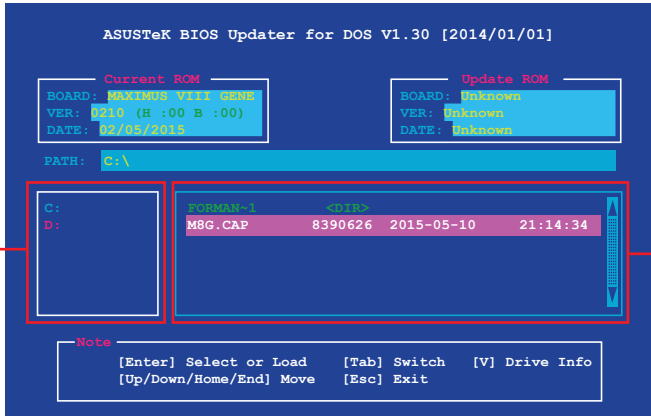 ASUSTeK BIOS Updater for DOS V1.30 [2014/01/01]
Current ROM
BOARD: MAXIMUS VIII GENE
VER: 0210 (H :00 B :00)
DATE: 02/05/2015
Update ROM
BOARD: Unknown
VER: Unknown
DATE: Unknown
PATH: C:\
C:
D:
FORMAN~1 <DIR>
M8G.CAP 8390626 2015-05-10 21:14:34
Note
[Enter] Select or Load [Tab] Switch [V] Drive Info
[Up/Down/Home/End] Move [Esc] Exit